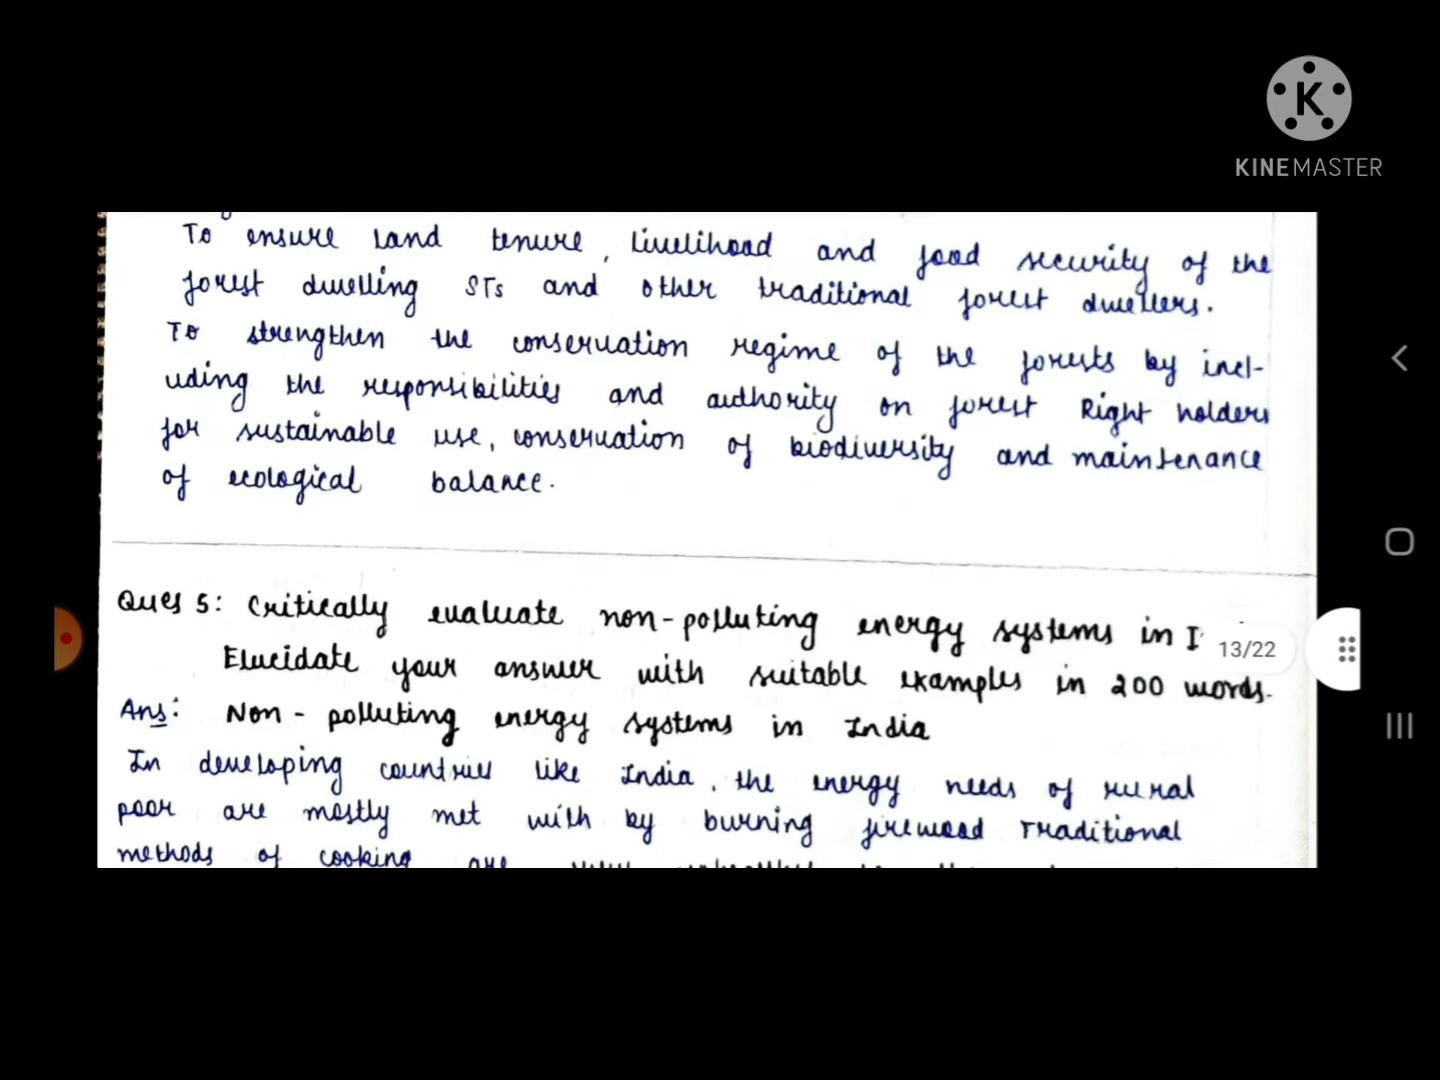 K
KINEMASTER
To ensure land tenure, livelihood and food security of the
forest dwelling STs and other traditional forest dwellers.
To strengthen the conservation regime of the forests by incl-
uding the responsibilities and authority on forest Right holders
for sustainable use, conservation of biodiversity and maintenance
of ecological balance.
Ques 5: Critically evaluate non-polluting energy systems in I
13/22
Elucidate your answer with suitable examples in 200 words.
Ans: Non-polluting energy systems in India
In developing countries like India, the energy needs of rural
poor are mostly met with by burning firewood Traditional
methods of cooking are